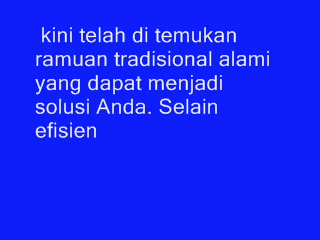 kini telah di temukan
ramuan tradisional alami
yang dapat menjadi
solusi Anda. Selain
efisien